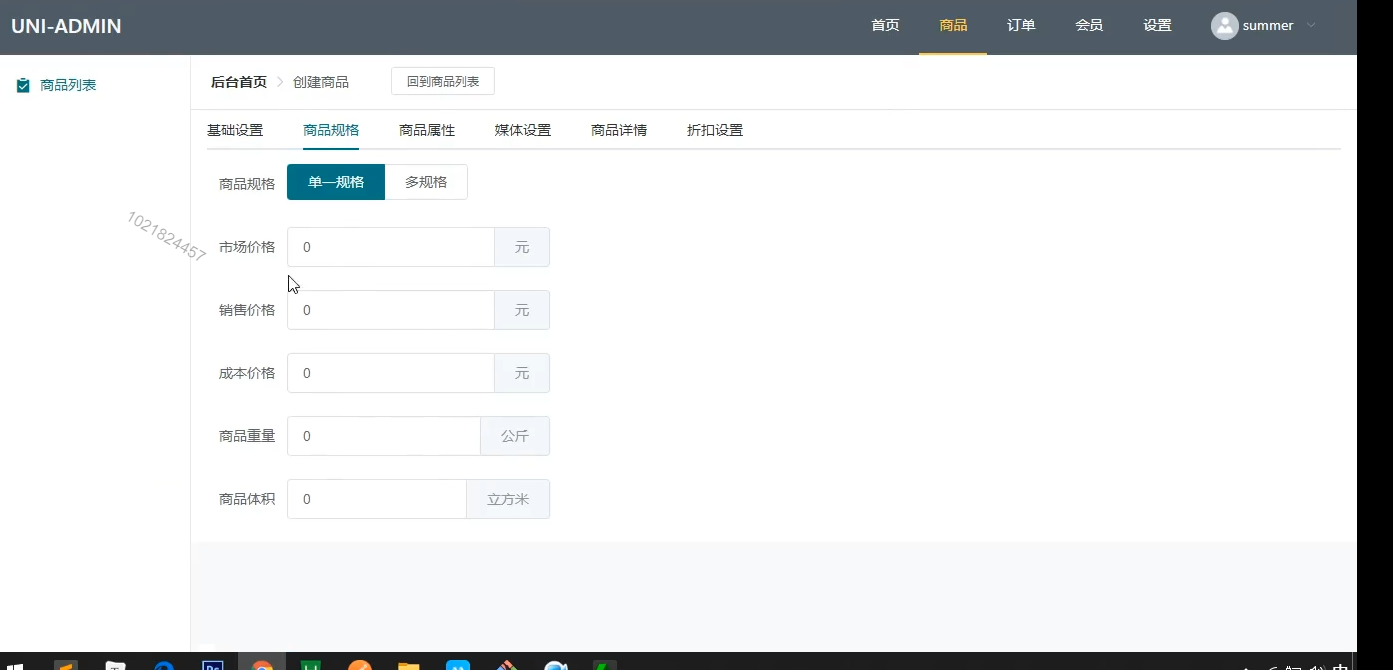 UNI-ADMIN 首页 商品 订单 会员 设置 summer
商品列表
后台首页 创建商品 回到商品列表
基础设置 商品规格 商品属性 媒体设置 商品详情 折扣设置
商品规格 单一规格 多规格
1021824457
市场价格 0 元
销售价格 0 元
成本价格 0 元
商品重量 0 公斤
商品体积 0 立方米